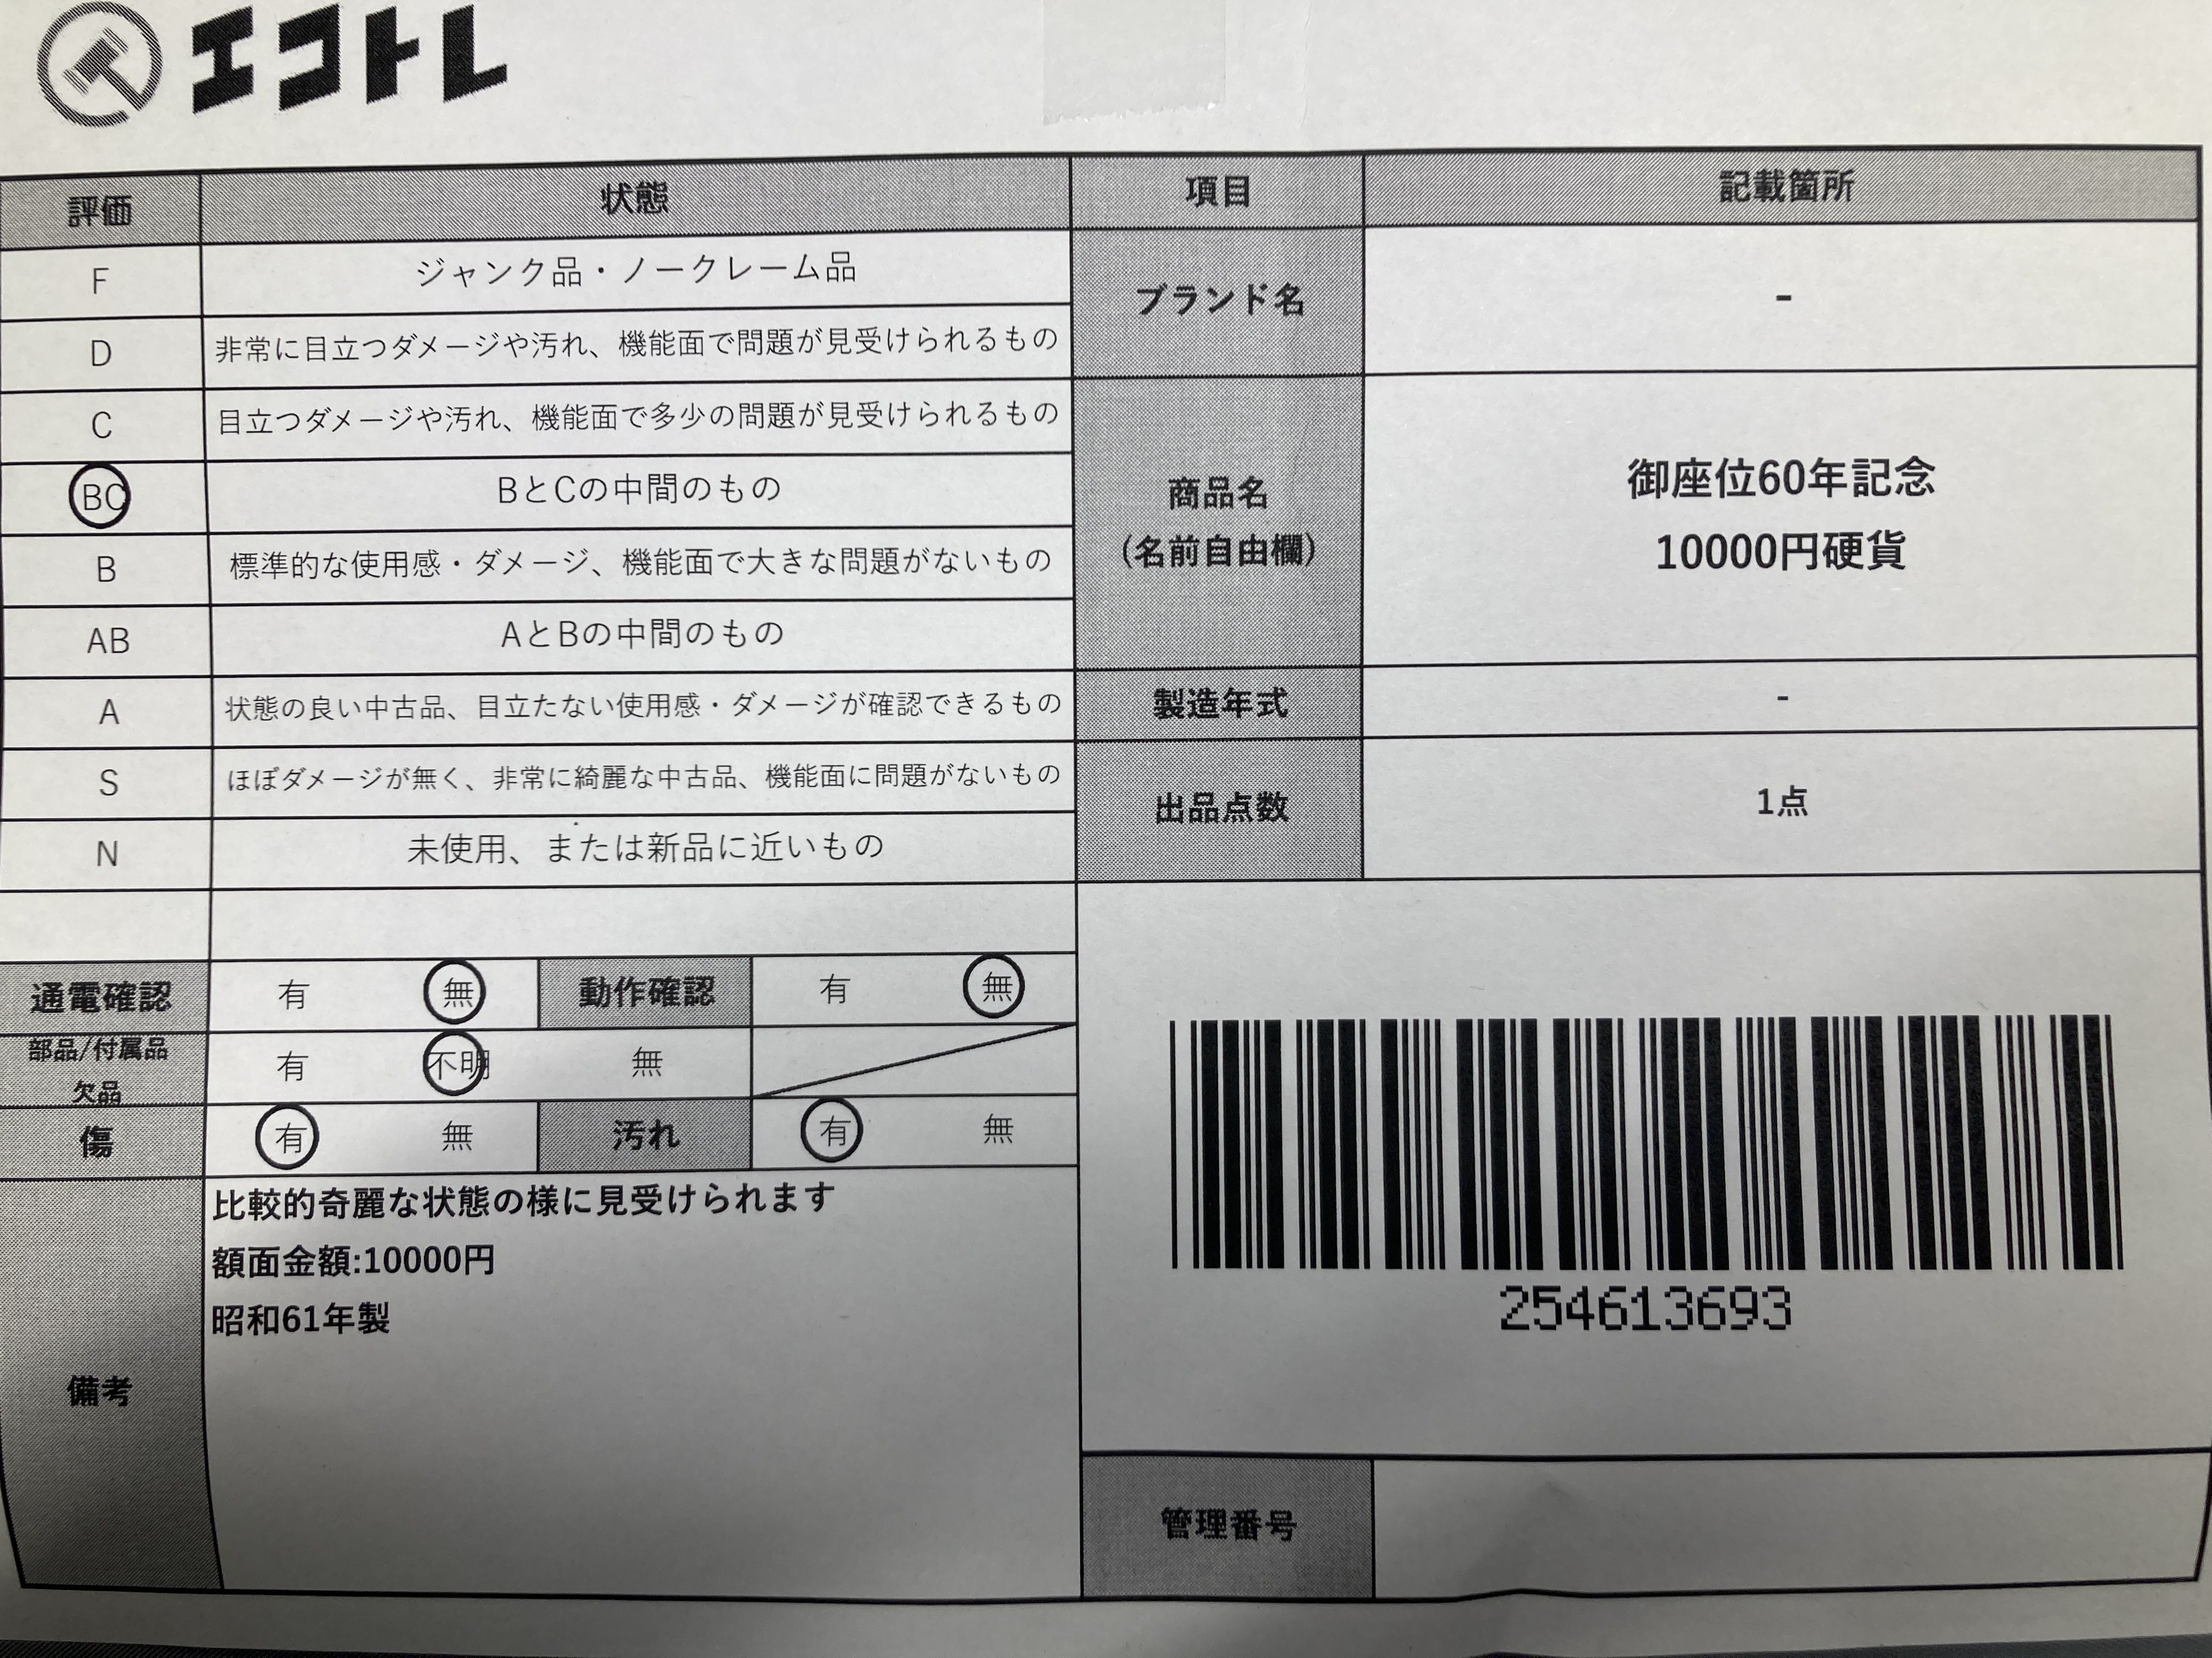 エコトレ
評価 状態 項目 記載箇所
F ジャンク品・ノークレーム品
D 非常に目立つダメージや汚れ、機能面で問題が見受けられるもの
C 目立つダメージや汚れ、機能面で多少の問題が見受けられるもの
BC BとCの中間のもの
B 標準的な使用感・ダメージ、機能面で大きな問題がないもの
AB AとBの中間のもの
A 状態の良い中古品、目立たない使用感・ダメージが確認できるもの
S ほぼダメージが無く、非常に綺麗な中古品、機能面に問題がないもの
N 未使用、または新品に近いもの
ブランド名 -
商品名
(名前自由欄)
御座位60年記念
10000円硬貨
製造年式 -
出品点数 1点
通電確認 有 無 動作確認 有 無
部品/付属品
欠品
有 不明 無
傷 有 無 汚れ 有 無
備考
比較的奇麗な状態の様に見受けられます
額面金額:10000円
昭和61年製
254613693
管理番号